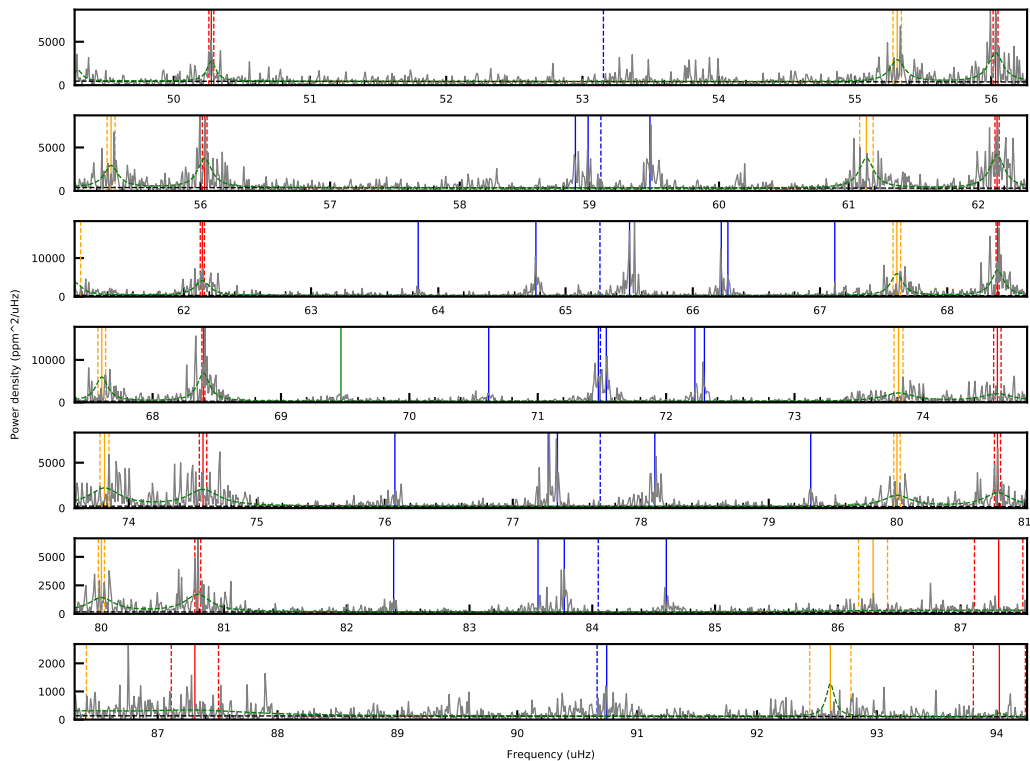 5000
0
50 51 52 53 54 55 56
5000
0
56 57 58 59 60 61 62
10000
0
62 63 64 65 66 67 68
10000
0
68 69 70 71 72 73 74
5000
0
74 75 76 77 78 79 80 81
5000
2500
0
80 81 82 83 84 85 86 87
2000
1000
0
87 88 89 90 91 92 93 94
Power density (ppm^2/uHz)
Frequency (uHz)